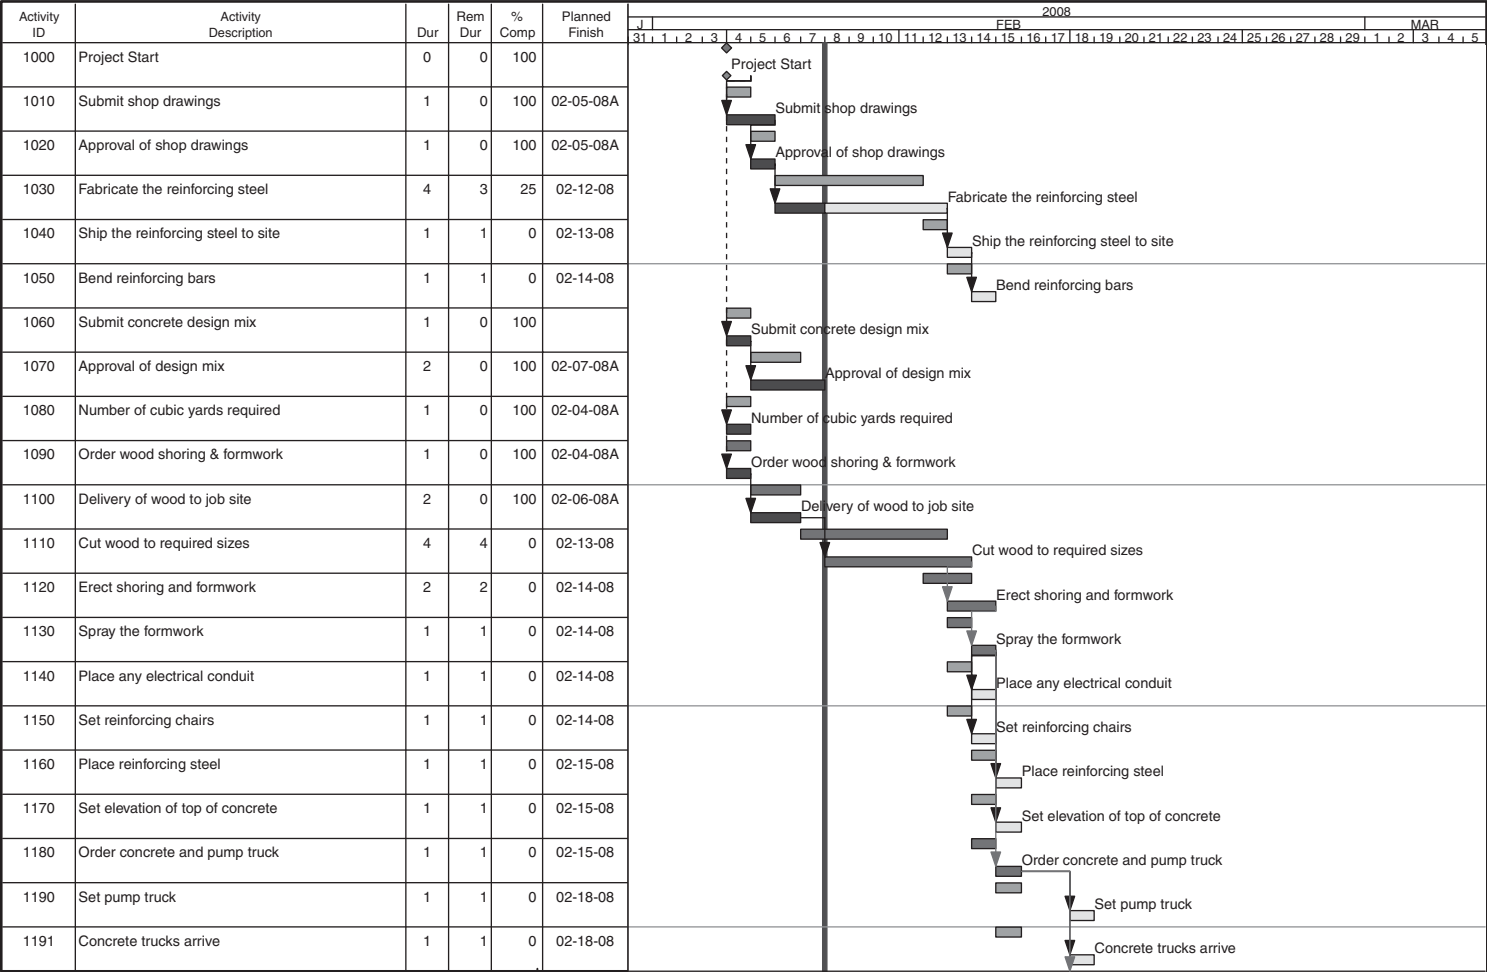 Activity ID Activity Description Dur Rem Dur % Comp Planned Finish
2008
J FEB MAR
31 1 2 3 4 5 6 7 8 9 10 11 12 13 14 15 16 17 18 19 20 21 22 23 24 25 26 27 28 29 1 2 3 4 5
1000 Project Start 0 0 100
Project Start
1010 Submit shop drawings 1 0 100 02-05-08A
Submit shop drawings
1020 Approval of shop drawings 1 0 100 02-05-08A
Approval of shop drawings
1030 Fabricate the reinforcing steel 4 3 25 02-12-08
Fabricate the reinforcing steel
1040 Ship the reinforcing steel to site 1 1 0 02-13-08
Ship the reinforcing steel to site
1050 Bend reinforcing bars 1 1 0 02-14-08
Bend reinforcing bars
1060 Submit concrete design mix 1 0 100
Submit concrete design mix
1070 Approval of design mix 2 0 100 02-07-08A
Approval of design mix
1080 Number of cubic yards required 1 0 100 02-04-08A
Number of cubic yards required
1090 Order wood shoring & formwork 1 0 100 02-04-08A
Order wood shoring & formwork
1100 Delivery of wood to job site 2 0 100 02-06-08A
Delivery of wood to job site
1110 Cut wood to required sizes 4 4 0 02-13-08
Cut wood to required sizes
1120 Erect shoring and formwork 2 2 0 02-14-08
Erect shoring and formwork
1130 Spray the formwork 1 1 0 02-14-08
Spray the formwork
1140 Place any electrical conduit 1 1 0 02-14-08
Place any electrical conduit
1150 Set reinforcing chairs 1 1 0 02-14-08
Set reinforcing chairs
1160 Place reinforcing steel 1 1 0 02-15-08
Place reinforcing steel
1170 Set elevation of top of concrete 1 1 0 02-15-08
Set elevation of top of concrete
1180 Order concrete and pump truck 1 1 0 02-15-08
Order concrete and pump truck
1190 Set pump truck 1 1 0 02-18-08
Set pump truck
1191 Concrete trucks arrive 1 1 0 02-18-08
Concrete trucks arrive